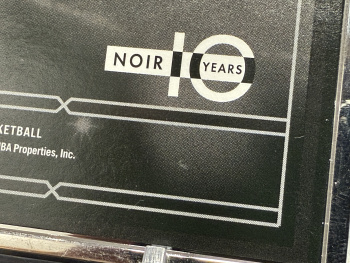 NOIR 10 YEARS
KETBALL
BA Properties, Inc.